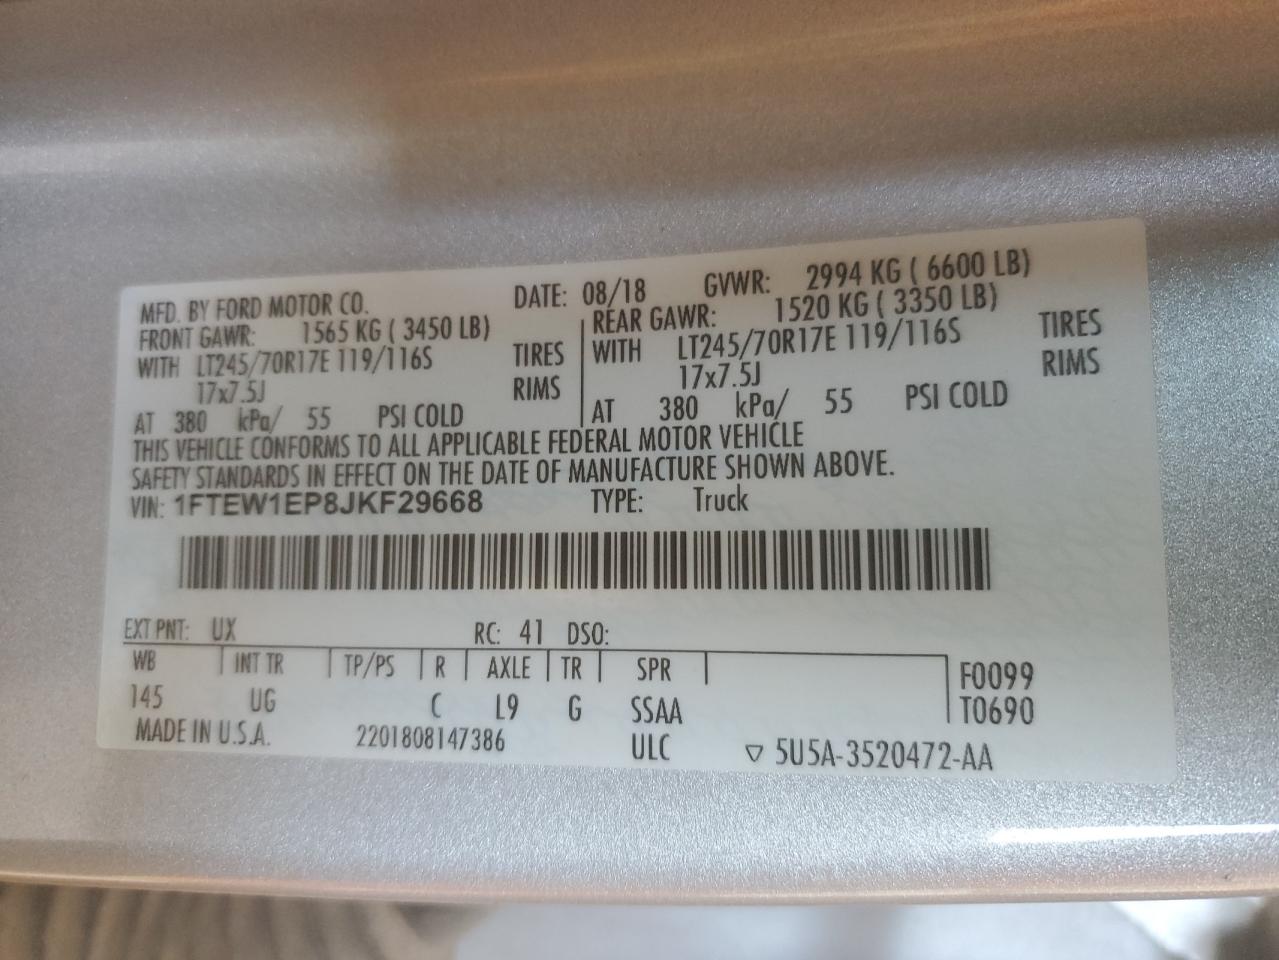 MFD. BY FORD MOTOR CO. DATE: 08/18 GVWR: 2994 KG ( 6600 LB)
FRONT GAWR: 1565 KG ( 3450 LB) REAR GAWR: 1520 KG ( 3350 LB)
WITH LT245/70R17E 119/116S TIRES WITH LT245/70R17E 119/116S TIRES
17x7.5J RIMS 17x7.5J RIMS
AT 380 kPa/ 55 PSI COLD AT 380 kPa/ 55 PSI COLD
THIS VEHICLE CONFORMS TO ALL APPLICABLE FEDERAL MOTOR VEHICLE
SAFETY STANDARDS IN EFFECT ON THE DATE OF MANUFACTURE SHOWN ABOVE.
VIN: 1FTEW1EP8JKF29668 TYPE: Truck
EXT PNT: UX RC: 41 DSO:
WB INT TR TP/PS R AXLE TR SPR F0099
145 UG C L9 G SSAA T0690
MADE IN U.S.A. 2201808147386 ULC ▽ 5U5A-3520472-AA